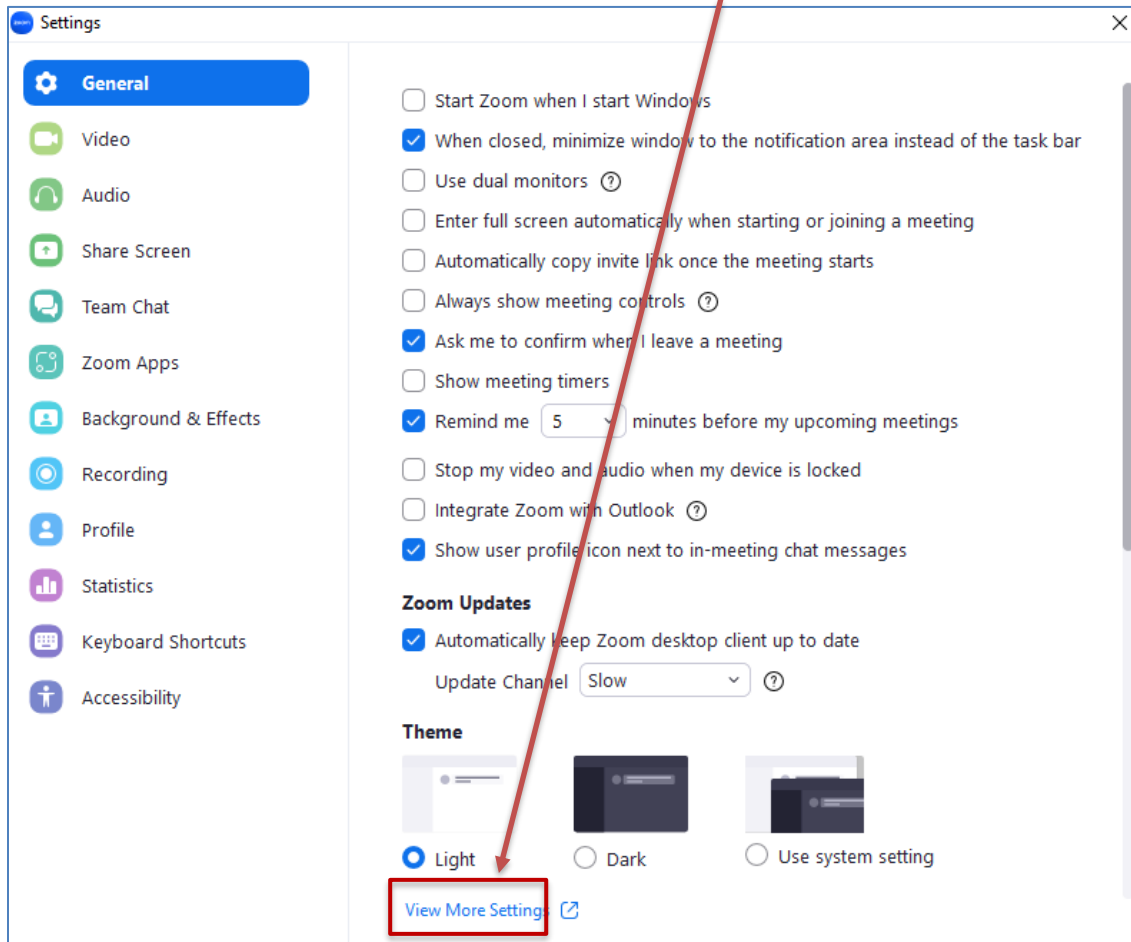 Settings
General
Video
Audio
Share Screen
Team Chat
Zoom Apps
Background & Effects
Recording
Profile
Statistics
Keyboard Shortcuts
Accessibility
Start Zoom when I start Windows
When closed, minimize window to the notification area instead of the task bar
Use dual monitors
Enter full screen automatically when starting or joining a meeting
Automatically copy invite link once the meeting starts
Always show meeting controls
Ask me to confirm when I leave a meeting
Show meeting timers
Remind me 5 minutes before my upcoming meetings
Stop my video and audio when my device is locked
Integrate Zoom with Outlook
Show user profile icon next to in-meeting chat messages
Zoom Updates
Automatically keep Zoom desktop client up to date
Update Channel Slow
Theme
Light Dark Use system setting
View More Settings